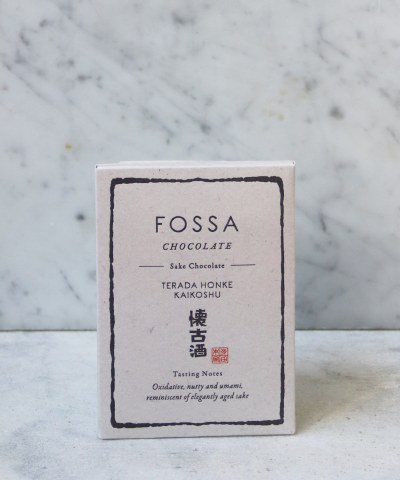 FOSSA
CHOCOLATE
Sake Chocolate
TERADA HONKE
KAIKOSHU
懐古酒
Tasting Notes
Oxidative, nutty and umami,
reminiscent of elegantly aged sake